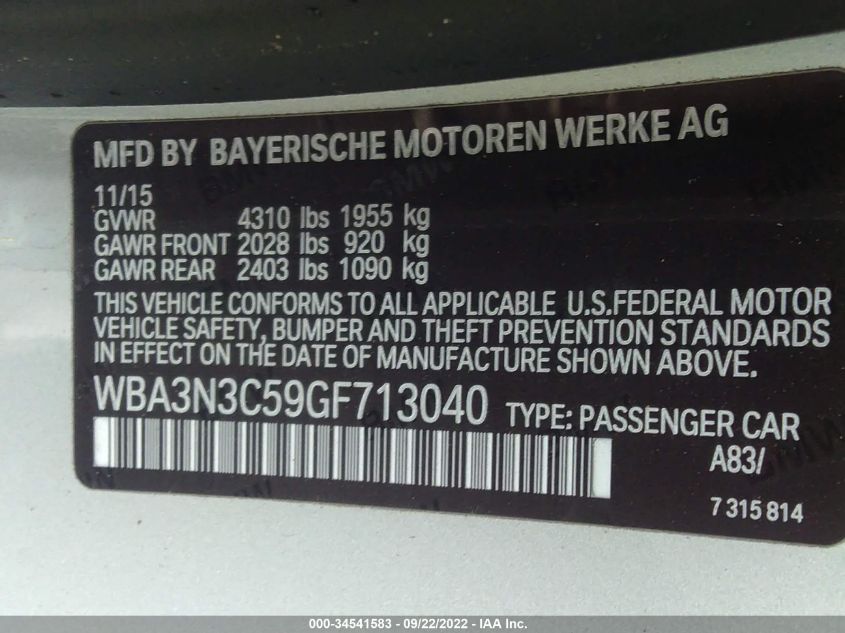 MFD BY BAYERISCHE MOTOREN WERKE AG
11/15
GVWR 4310 lbs 1955 kg
GAWR FRONT 2028 lbs 920 kg
GAWR REAR 2403 lbs 1090 kg
THIS VEHICLE CONFORMS TO ALL APPLICABLE U.S.FEDERAL MOTOR
VEHICLE SAFETY, BUMPER AND THEFT PREVENTION STANDARDS
IN EFFECT ON THE DATE OF MANUFACTURE SHOWN ABOVE.
WBA3N3C59GF713040 TYPE: PASSENGER CAR
A83/
7 315 814
000-34541583 - 09/22/2022 - IAA Inc.